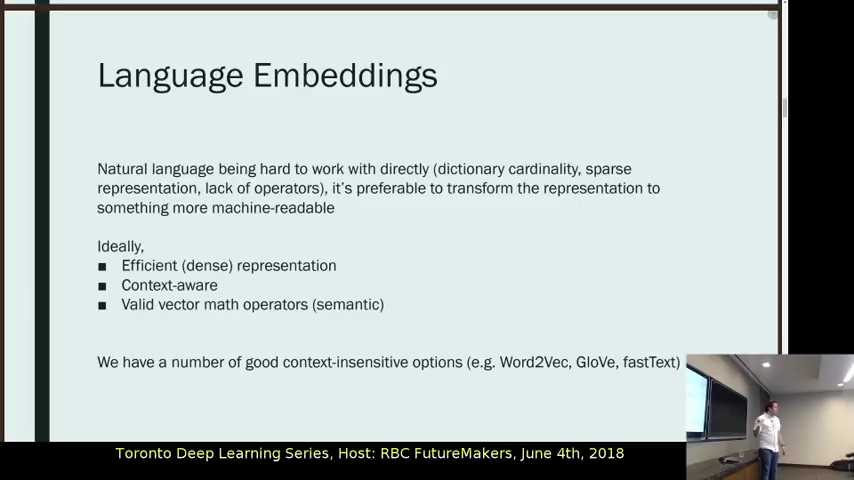 Language Embeddings
Natural language being hard to work with directly (dictionary cardinality, sparse
representation, lack of operators), it's preferable to transform the representation to
something more machine-readable
Ideally,
■ Efficient (dense) representation
■ Context-aware
■ Valid vector math operators (semantic)
We have a number of good context-insensitive options (e.g. Word2Vec, GloVe, fastText)
Toronto Deep Learning Series, Host: RBC FutureMakers, June 4th, 2018